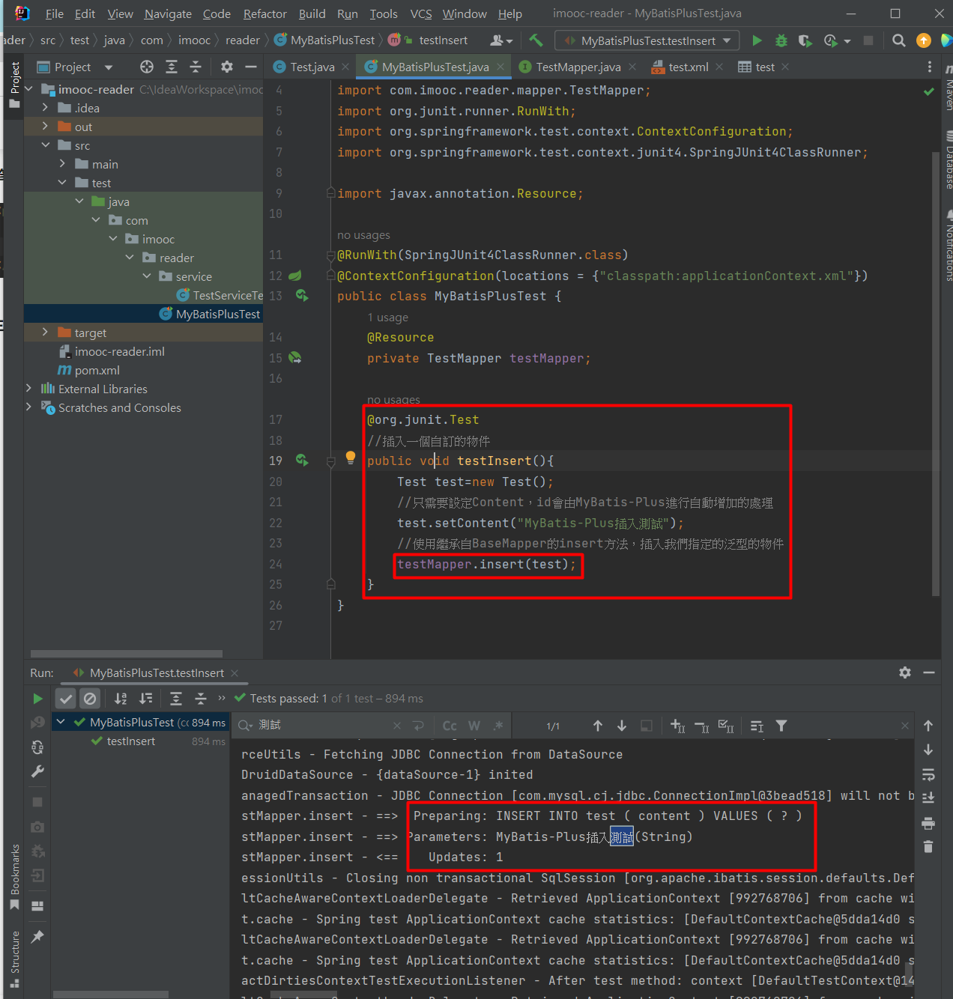 File Edit View Navigate Code Refactor Build Run Tools VCS Window Help imooc-reader - MyBatisPlusTest.java
ader src test java com imooc reader MyBatisPlusTest testInsert MyBatisPlusTest.testInsert
Project
Project
imooc-reader C:\IdeaWorkspace\imooc
.idea
out
src
main
test
java
com
imooc
reader
service
TestServiceTe
MyBatisPlusTest
target
imooc-reader.iml
pom.xml
External Libraries
Scratches and Consoles
Bookmarks
Structure
Test.java MyBatisPlusTest.java TestMapper.java test.xml test
4 import com.imooc.reader.mapper.TestMapper;
5 import org.junit.runner.RunWith;
6 import org.springframework.test.context.ContextConfiguration;
7 import org.springframework.test.context.junit4.SpringJUnit4ClassRunner;
8
9 import javax.annotation.Resource;
10
no usages
11 @RunWith(SpringJUnit4ClassRunner.class)
12 @ContextConfiguration(locations = {"classpath:applicationContext.xml"})
13 public class MyBatisPlusTest {
1 usage
14 @Resource
15 private TestMapper testMapper;
16
no usages
17 @org.junit.Test
18 //插入一個自訂的物件
19 public void testInsert(){
20 Test test=new Test();
21 //只需要設定Content，id會由MyBatis-Plus進行自動增加的處理
22 test.setContent("MyBatis-Plus插入測試");
23 //使用繼承自BaseMapper的insert方法，插入我們指定的泛型的物件
24 testMapper.insert(test);
25 }
26 }
27
Maven
Database
Notifications
Run: MyBatisPlusTest.testInsert
Tests passed: 1 of 1 test – 894 ms
MyBatisPlusTest (cc 894 ms
testInsert 894 ms
測試 Cc W .* 1/1
rceUtils - Fetching JDBC Connection from DataSource
DruidDataSource - {dataSource-1} inited
anagedTransaction - JDBC Connection [com.mysql.cj.jdbc.ConnectionImpl@3bead518] will not b
stMapper.insert - ==>  Preparing: INSERT INTO test ( content ) VALUES ( ? )
stMapper.insert - ==> Parameters: MyBatis-Plus插入測試(String)
stMapper.insert - <==    Updates: 1
essionUtils - Closing non transactional SqlSession [org.apache.ibatis.session.defaults.Def
ltCacheAwareContextLoaderDelegate - Retrieved ApplicationContext [992768706] from cache wi
t.cache - Spring test ApplicationContext cache statistics: [DefaultContextCache@5dda14d0 s
ltCacheAwareContextLoaderDelegate - Retrieved ApplicationContext [992768706] from cache wi
t.cache - Spring test ApplicationContext cache statistics: [DefaultContextCache@5dda14d0 s
actDirtiesContextTestExecutionListener - After test method: context [DefaultTestContext@14